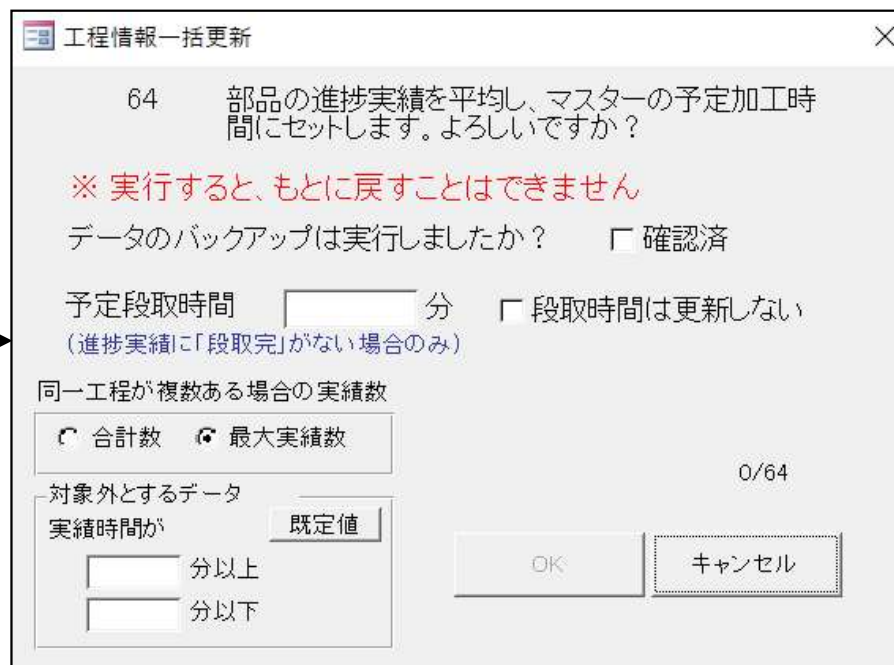 工程情報一括更新
64 部品の進捗実績を平均し、マスターの予定加工時
間にセットします。よろしいですか？
※ 実行すると、もとに戻すことはできません
データのバックアップは実行しましたか？ 確認済
予定段取時間 分 段取時間は更新しない
(進捗実績に「段取完」がない場合のみ)
同一工程が複数ある場合の実績数
合計数 最大実績数
0/64
対象外とするデータ
実績時間が 既定値
分以上
分以下
OK キャンセル